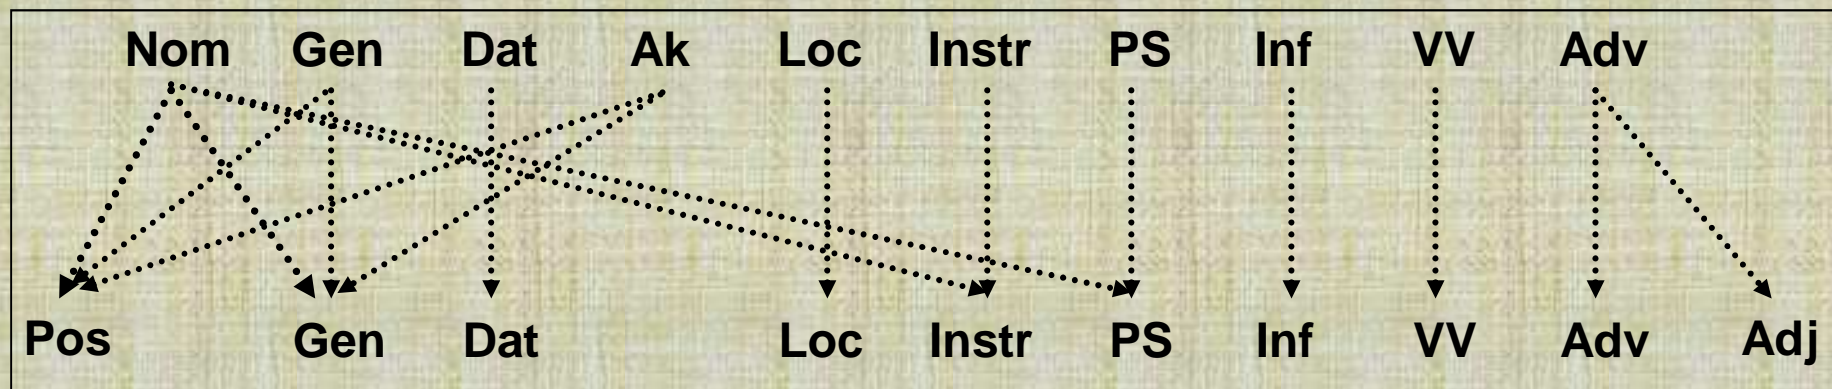 Nom Gen Dat Ak Loc Instr PS Inf VV Adv
Pos Gen Dat Loc Instr PS Inf VV Adv Adj